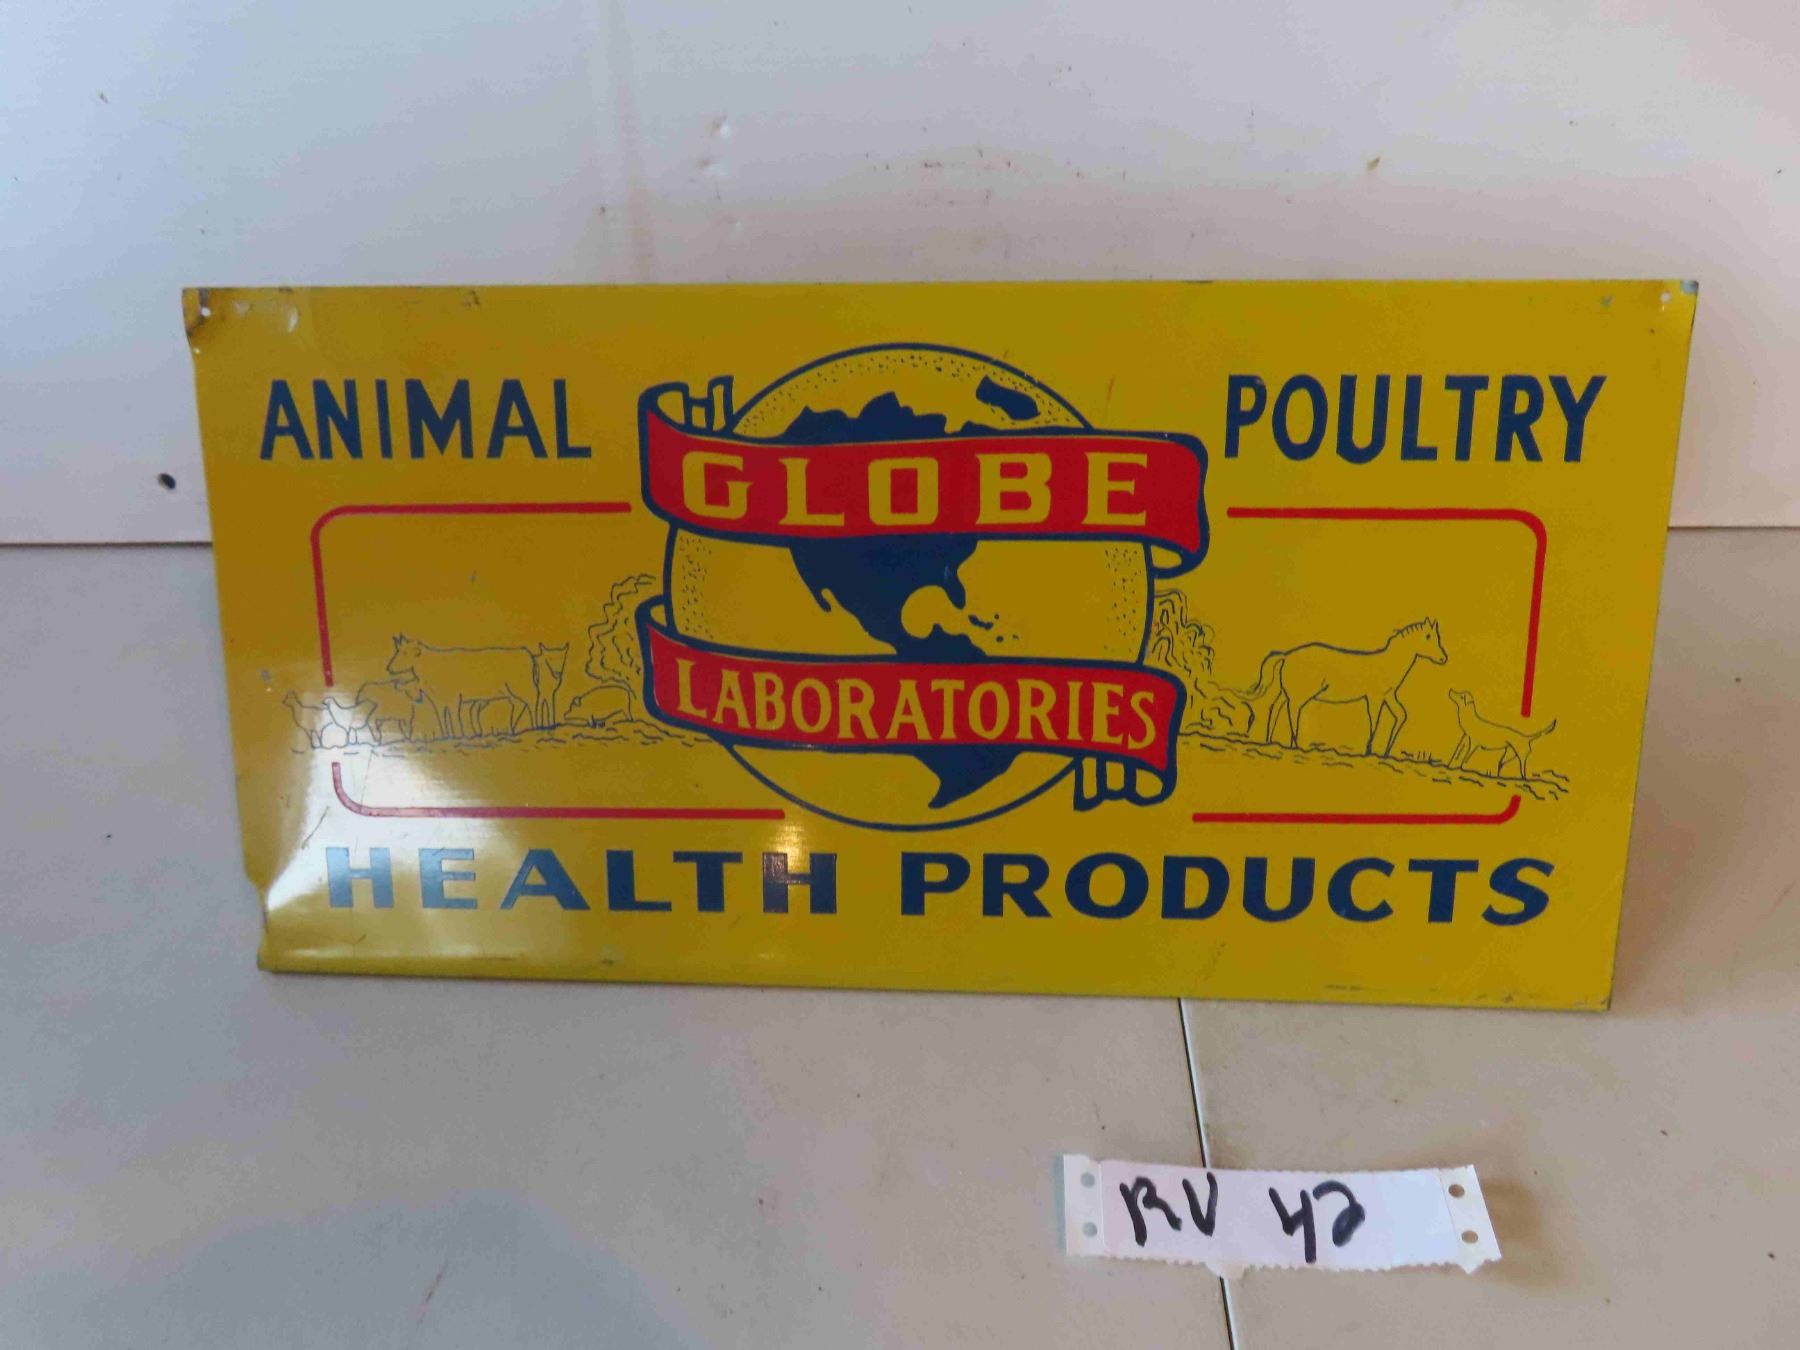 ANIMAL
POULTRY
GLOBE
LABORATORIES
HEALTH PRODUCTS
RV 42